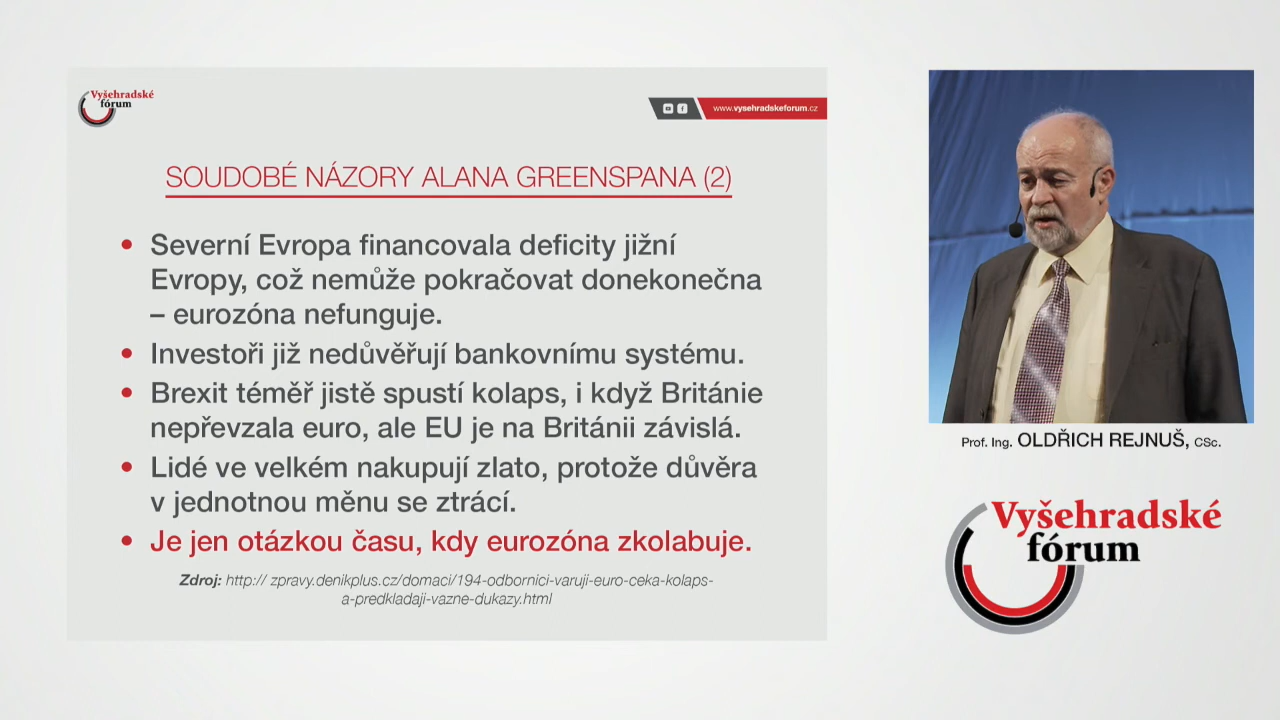 Vyšehradské
fórum
www.vysehradskeforum.cz
SOUDOBÉ NÁZORY ALANA GREENSPANA (2)
• Severní Evropa financovala deficity jižní
Evropy, což nemůže pokračovat donekonečna
– eurozóna nefunguje.
• Investoři již nedůvěřují bankovnímu systému.
• Brexit téměř jistě spustí kolaps, i když Británie
nepřevzala euro, ale EU je na Británii závislá.
• Lidé ve velkém nakupují zlato, protože důvěra
v jednotnou měnu se ztrácí.
• Je jen otázkou času, kdy eurozóna zkolabuje.
Zdroj: http:// zpravy.denikplus.cz/domaci/194-odbornici-varuji-euro-ceka-kolaps-
a-predkladaji-vazne-dukazy.html
Prof. Ing. OLDŘICH REJNUŠ, CSc.
Vyšehradské
fórum